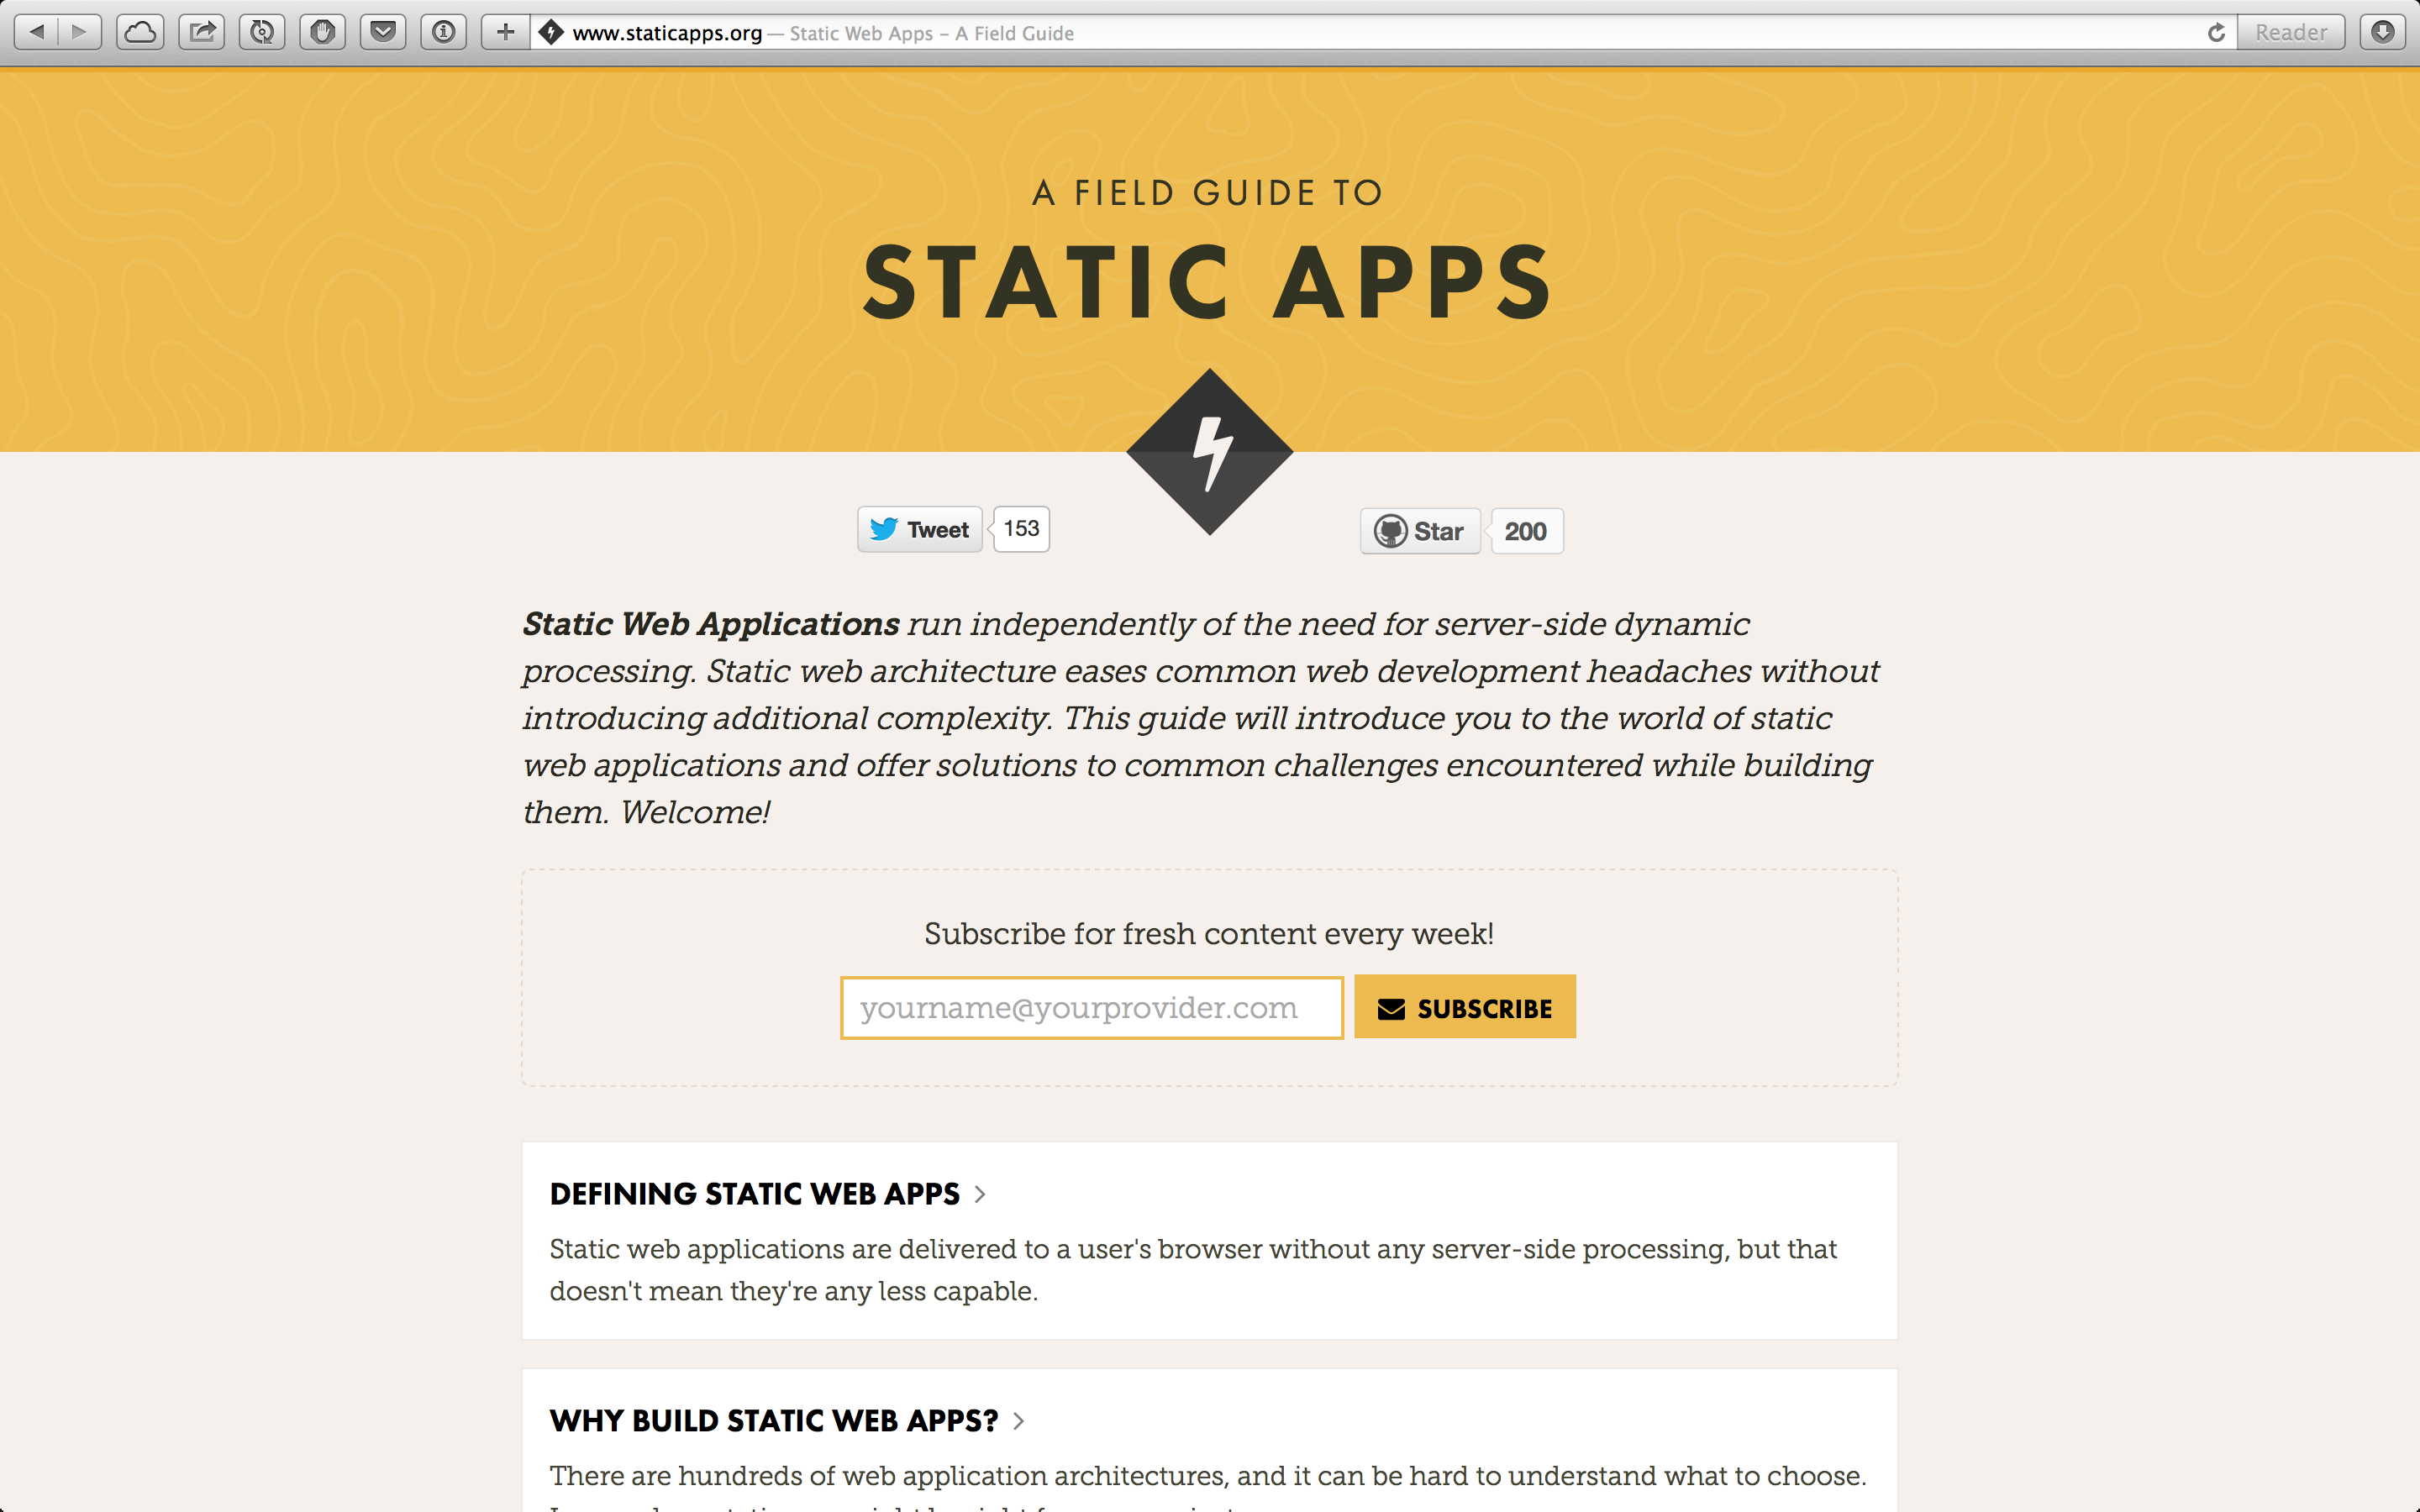 www.staticapps.org — Static Web Apps – A Field Guide
Reader
A FIELD GUIDE TO
STATIC APPS
Tweet 153
Star 200
Static Web Applications run independently of the need for server-side dynamic
processing. Static web architecture eases common web development headaches without
introducing additional complexity. This guide will introduce you to the world of static
web applications and offer solutions to common challenges encountered while building
them. Welcome!
Subscribe for fresh content every week!
yourname@yourprovider.com
SUBSCRIBE
DEFINING STATIC WEB APPS >
Static web applications are delivered to a user's browser without any server-side processing, but that
doesn't mean they're any less capable.
WHY BUILD STATIC WEB APPS? >
There are hundreds of web application architectures, and it can be hard to understand what to choose.